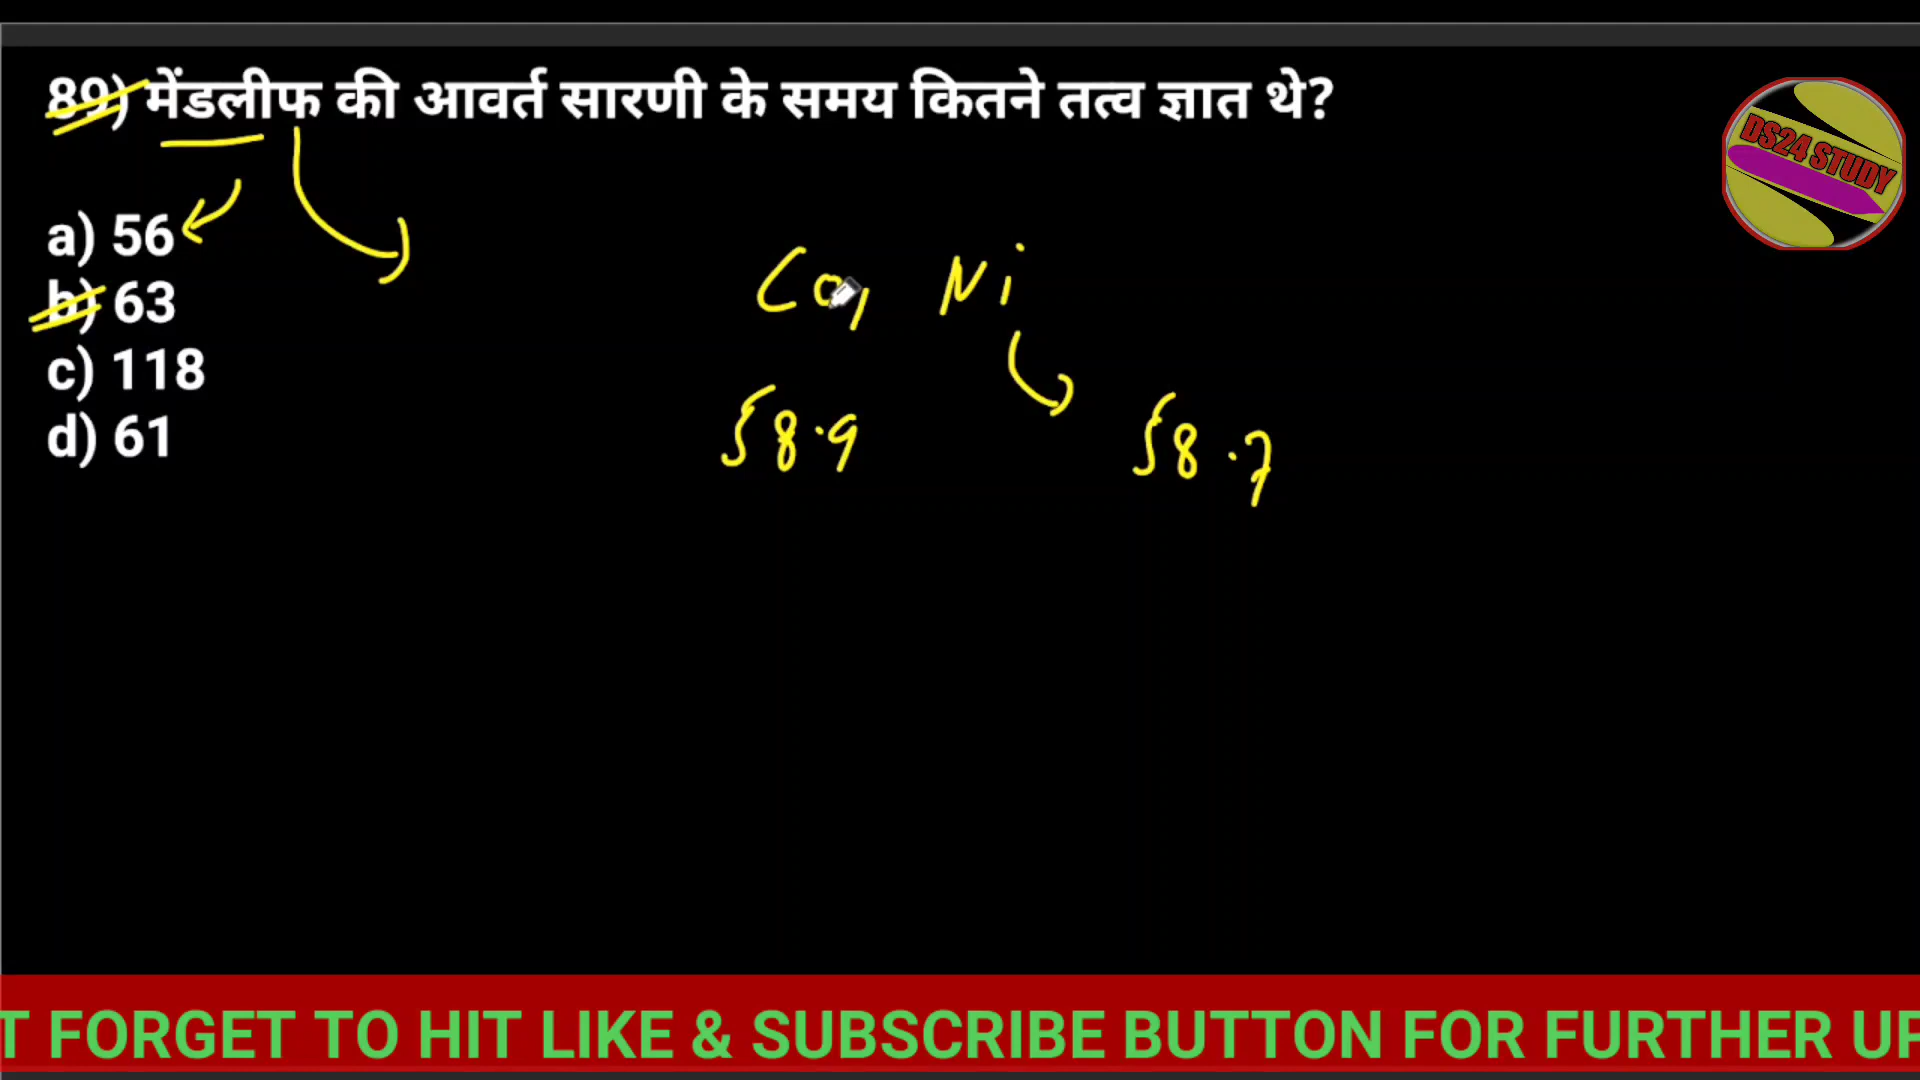 89) मेंडलीफ की आवर्त सारणी के समय कितने तत्व ज्ञात थे?
DS24 STUDY
a) 56
b) 63
c) 118
d) 61
Co, Ni
58.9 58.7
T FORGET TO HIT LIKE & SUBSCRIBE BUTTON FOR FURTHER UP